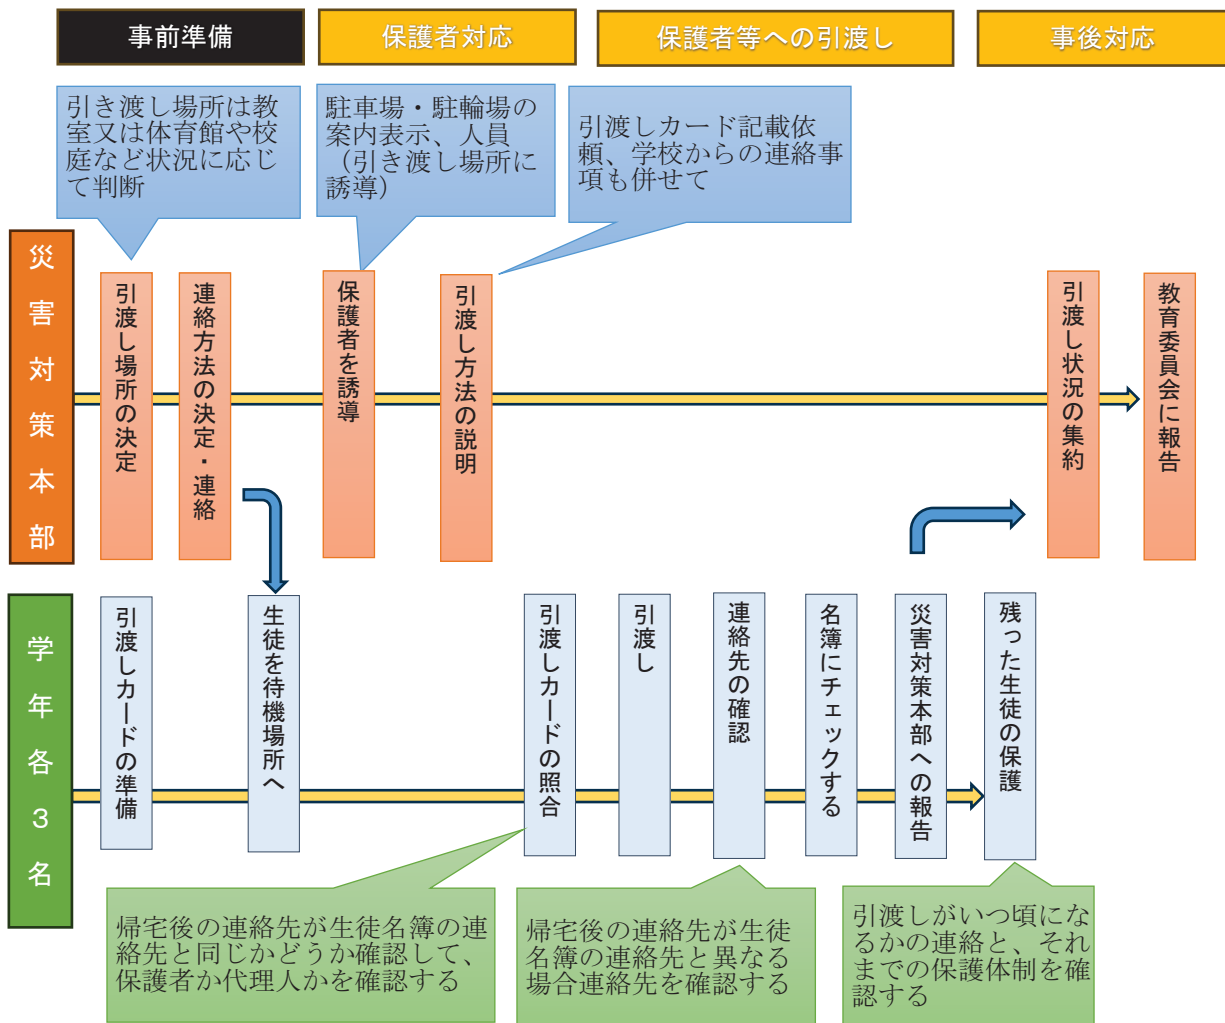 事前準備
保護者対応
保護者等への引渡し
事後対応
引き渡し場所は教
室又は体育館や校
庭など状況に応じ
て判断
駐車場・駐輪場の
案内表示、人員
（引き渡し場所に
誘導）
引渡しカード記載依
頼、学校からの連絡事
項も併せて
災害対策本部
引渡し場所の決定
連絡方法の決定・連絡
保護者を誘導
引渡し方法の説明
引渡し状況の集約
教育委員会に報告
学年各３名
引渡しカードの準備
生徒を待機場所へ
引渡しカードの照合
引渡し
連絡先の確認
名簿にチェックする
災害対策本部への報告
残った生徒の保護
帰宅後の連絡先が生徒名簿の連
絡先と同じかどうか確認して、
保護者か代理人かを確認する
帰宅後の連絡先が生徒
名簿の連絡先と異なる
場合連絡先を確認する
引渡しがいつ頃にな
るかの連絡と、それ
までの保護体制を確
認する